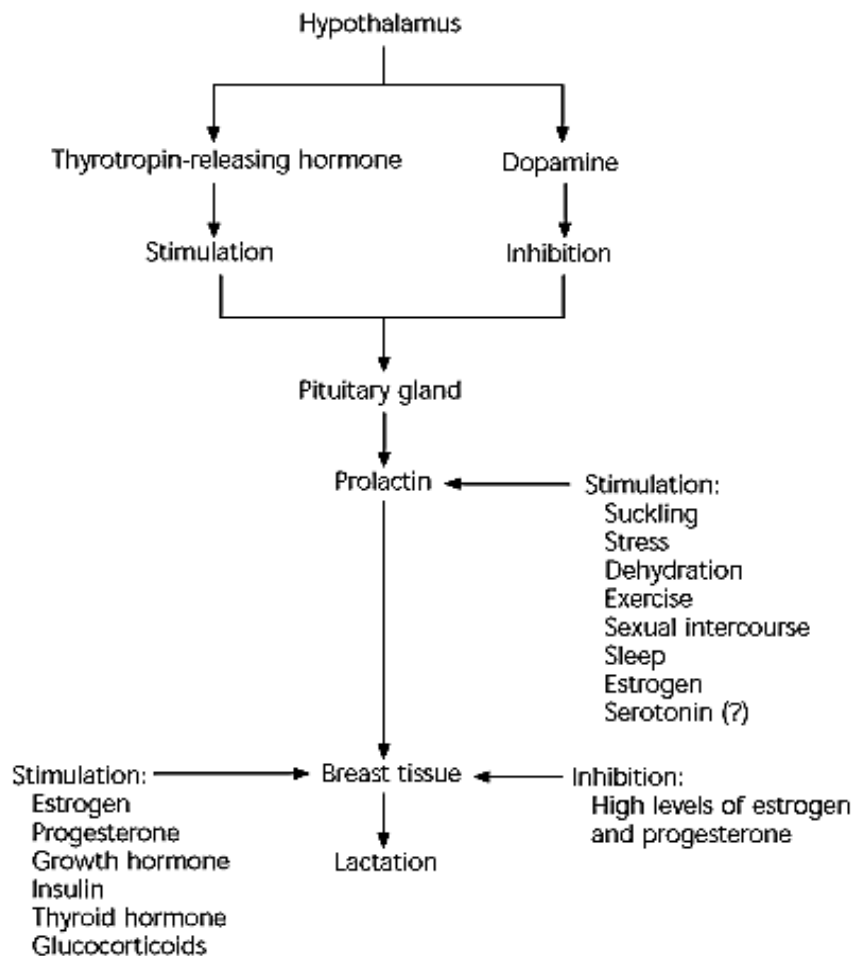 Hypothalamus
Thyrotropin-releasing hormone
Dopamine
Stimulation
Inhibition
Pituitary gland
Prolactin
Stimulation:
Suckling
Stress
Dehydration
Exercise
Sexual intercourse
Sleep
Estrogen
Serotonin (?)
Stimulation:
Estrogen
Progesterone
Growth hormone
Insulin
Thyroid hormone
Glucocorticoids
Breast tissue
Inhibition:
High levels of estrogen
and progesterone
Lactation